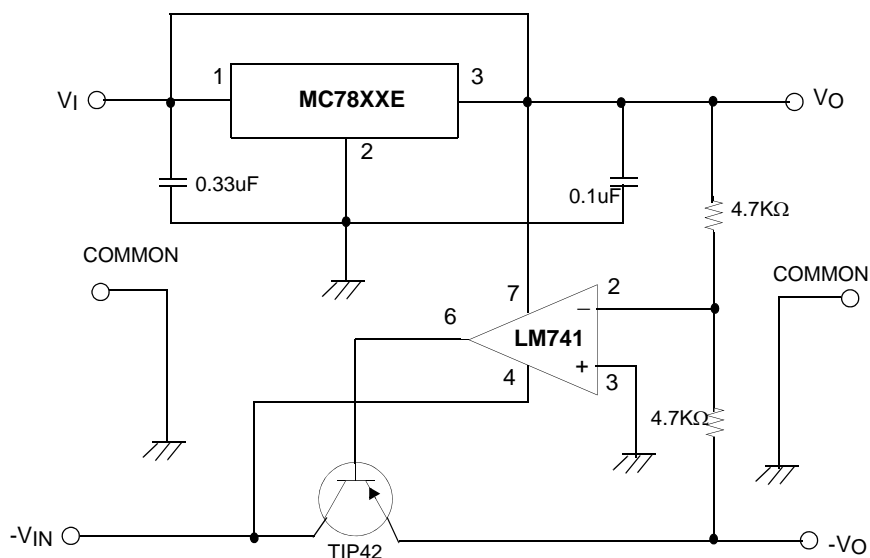 1
MC78XXE
3
VI
VO
2
0.33uF
0.1uF
4.7KΩ
COMMON
COMMON
7
2
6
LM741
−
+
4
3
4.7KΩ
-VIN
TIP42
-VO